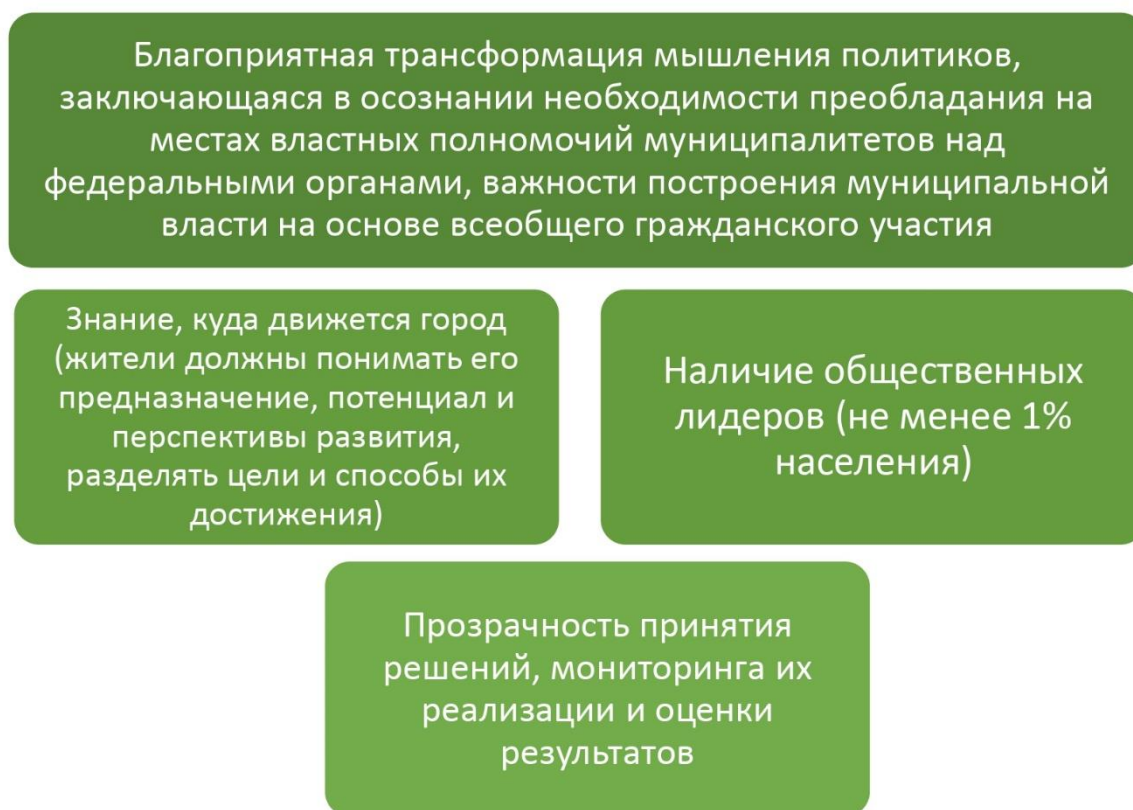 Благоприятная трансформация мышления политиков,
заключающаяся в осознании необходимости преобладания на
местах властных полномочий муниципалитетов над
федеральными органами, важности построения муниципальной
власти на основе всеобщего гражданского участия
Знание, куда движется город
(жители должны понимать его
предназначение, потенциал и
перспективы развития,
разделять цели и способы их
достижения)
Наличие общественных
лидеров (не менее 1%
населения)
Прозрачность принятия
решений, мониторинга их
реализации и оценки
результатов